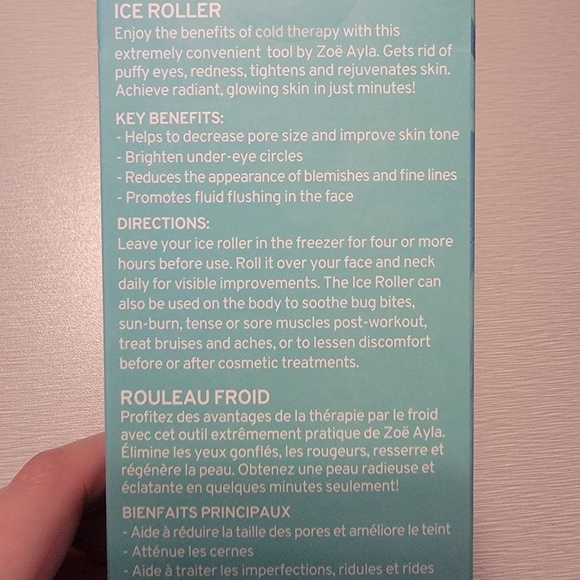 ICE ROLLER
Enjoy the benefits of cold therapy with this
extremely convenient tool by Zoë Ayla. Gets rid of
puffy eyes, redness, tightens and rejuvenates skin.
Achieve radiant, glowing skin in just minutes!
KEY BENEFITS:
- Helps to decrease pore size and improve skin tone
- Brighten under-eye circles
- Reduces the appearance of blemishes and fine lines
- Promotes fluid flushing in the face
DIRECTIONS:
Leave your ice roller in the freezer for four or more
hours before use. Roll it over your face and neck
daily for visible improvements. The Ice Roller can
also be used on the body to soothe bug bites,
sun-burn, tense or sore muscles post-workout,
treat bruises and aches, or to lessen discomfort
before or after cosmetic treatments.
ROULEAU FROID
Profitez des avantages de la thérapie par le froid
avec cet outil extrêmement pratique de Zoë Ayla.
Élimine les yeux gonflés, les rougeurs, resserre et
régénère la peau. Obtenez une peau radieuse et
éclatante en quelques minutes seulement!
BIENFAITS PRINCIPAUX
- Aide à réduire la taille des pores et améliore le teint
- Atténue les cernes
- Aide à traiter les imperfections, ridules et rides